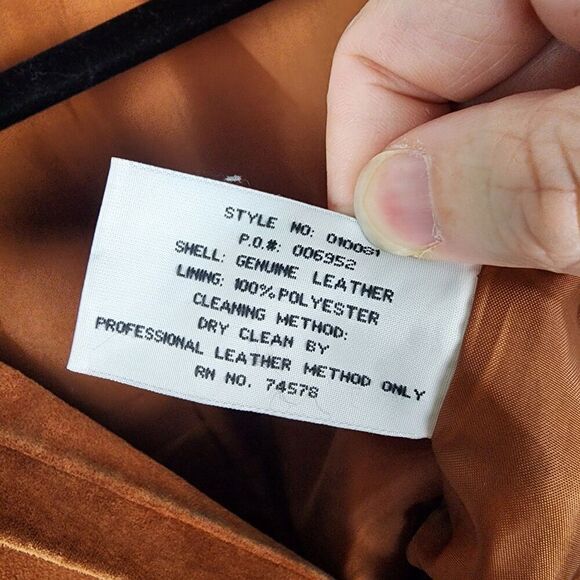 STYLE NO: 010061
P.O.#: 006952
SHELL: GENUINE LEATHER
LINING: 100% POLYESTER
CLEANING METHOD:
DRY CLEAN BY
PROFESSIONAL LEATHER METHOD ONLY
RN NO. 74578